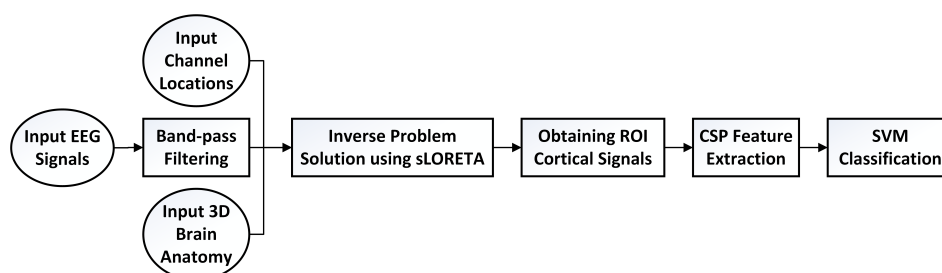 Input
Channel
Locations
Input EEG
Signals
Band-pass
Filtering
Input 3D
Brain
Anatomy
Inverse Problem
Solution using sLORETA
Obtaining ROI
Cortical Signals
CSP Feature
Extraction
SVM
Classification